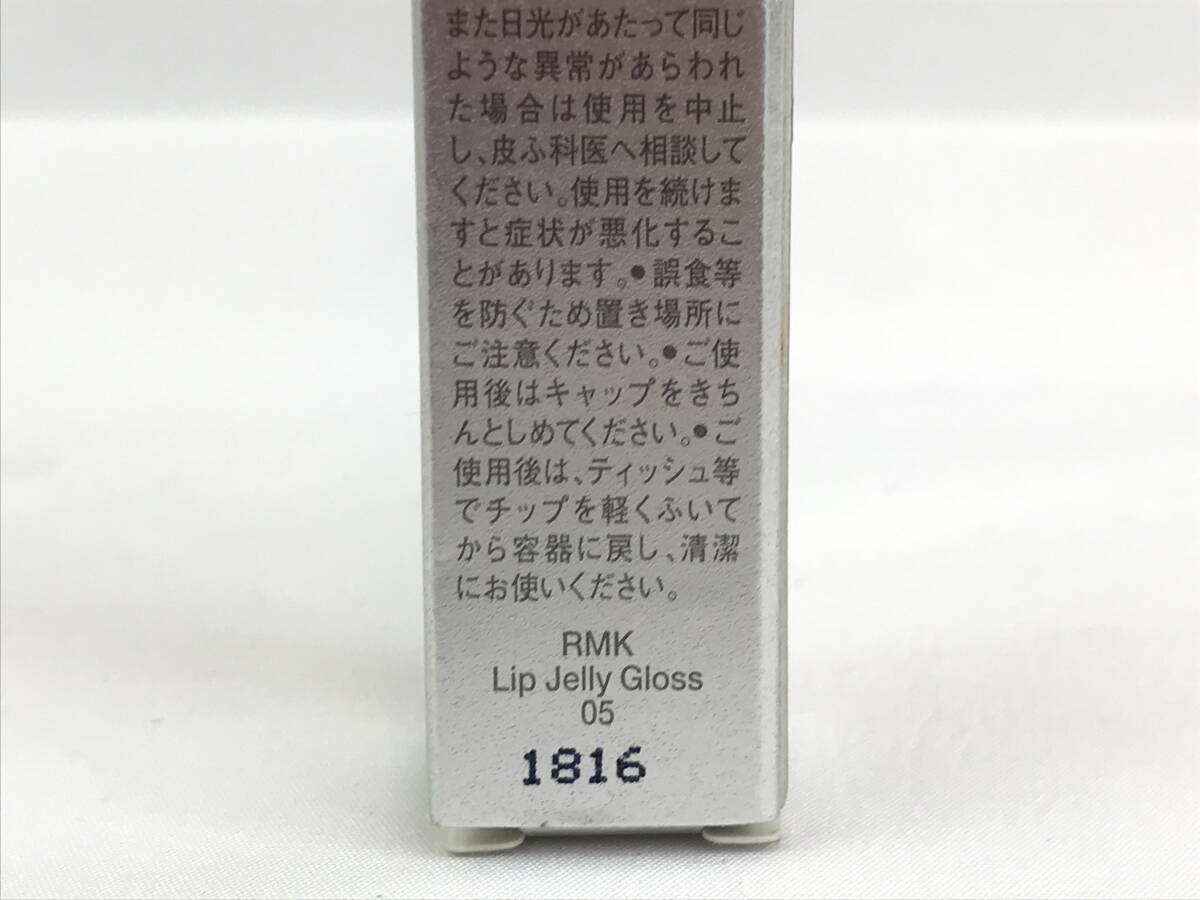 また日光があたって同じ
ような異常があらわれ
た場合は使用を中止
し、皮ふ科医へ相談して
ください。使用を続けま
すと症状が悪化するこ
とがあります。●誤食等
を防ぐため置き場所に
ご注意ください。●ご使
用後はキャップをきち
んとしめてください。●ご
使用後は、ティッシュ等
でチップを軽くふいて
から容器に戻し、清潔
にお使いください。
RMK
Lip Jelly Gloss
05
1816